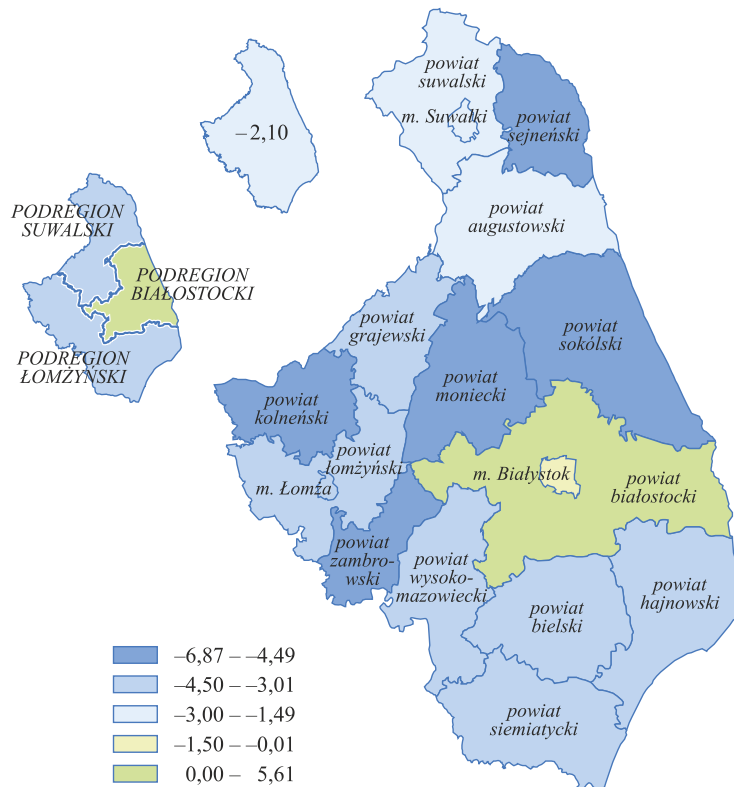 powiat
suwalski
m. Suwałki
powiat
sejneński
–2,10
powiat
augustowski
PODREGION
SUWALSKI
PODREGION
BIAŁOSTOCKI
PODREGION
ŁOMŻYŃSKI
powiat
grajewski
powiat
sokólski
powiat
moniecki
powiat
kolneński
powiat
łomżyński
m. Łomża
m. Białystok
powiat
białostocki
powiat
zambro-
wski
powiat
wysoko-
mazowiecki
powiat
bielski
powiat
hajnowski
powiat
siemiatycki
–6,87 – –4,49
–4,50 – –3,01
–3,00 – –1,49
–1,50 – –0,01
0,00 – 5,61